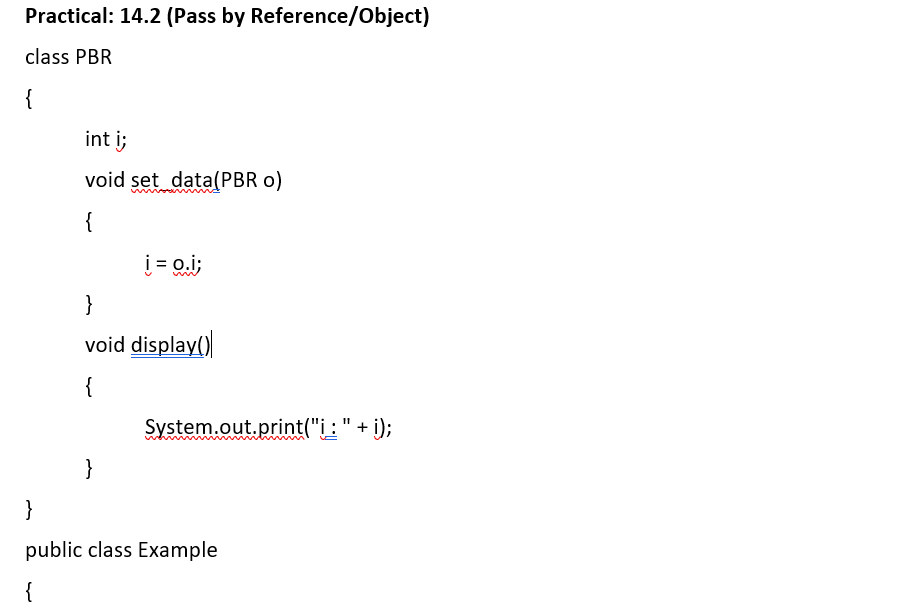 Practical: 14.2 (Pass by Reference/Object)
class PBR
{
int i;
void set_data(PBR o)
{
i = o.i;
}
void display()
{
System.out.print("i : " + i);
}
}
public class Example
{